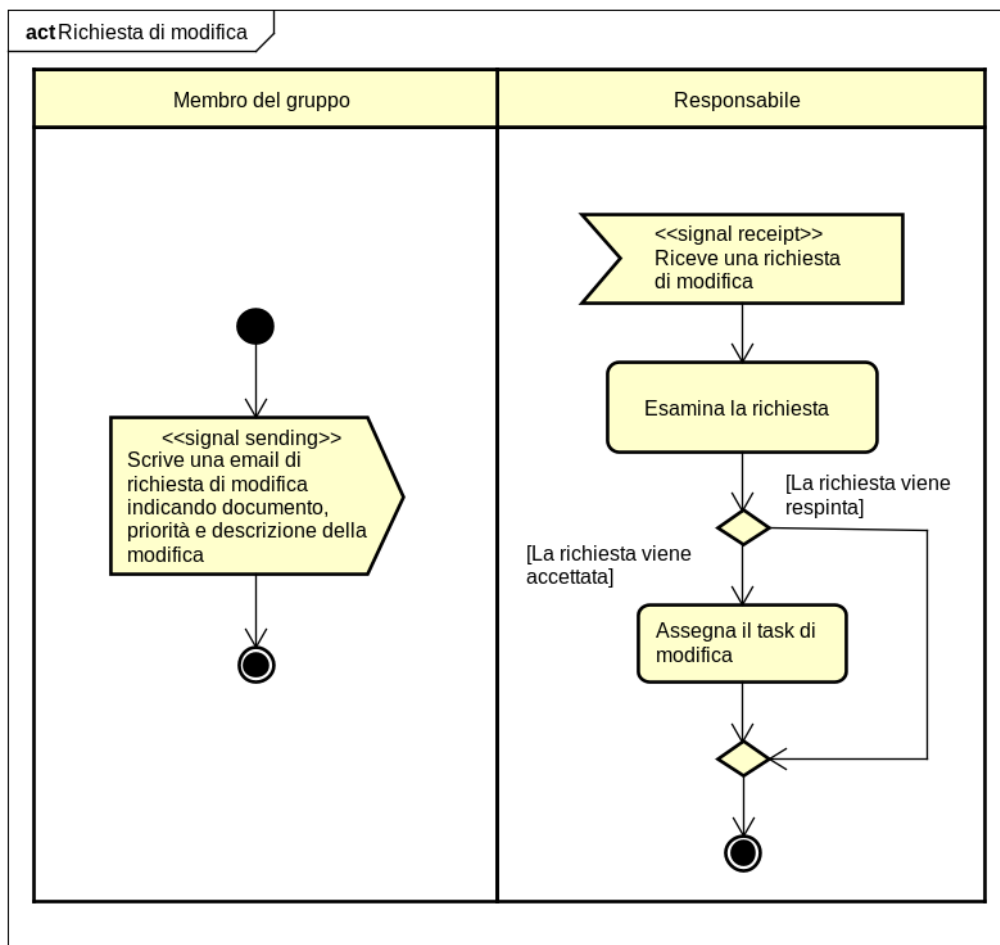 act Richiesta di modifica
Membro del gruppo
Responsabile
<<signal sending>>
Scrive una email di
richiesta di modifica
indicando documento,
priorità e descrizione della
modifica
<<signal receipt>>
Riceve una richiesta
di modifica
Esamina la richiesta
[La richiesta viene
respinta]
[La richiesta viene
accettata]
Assegna il task di
modifica